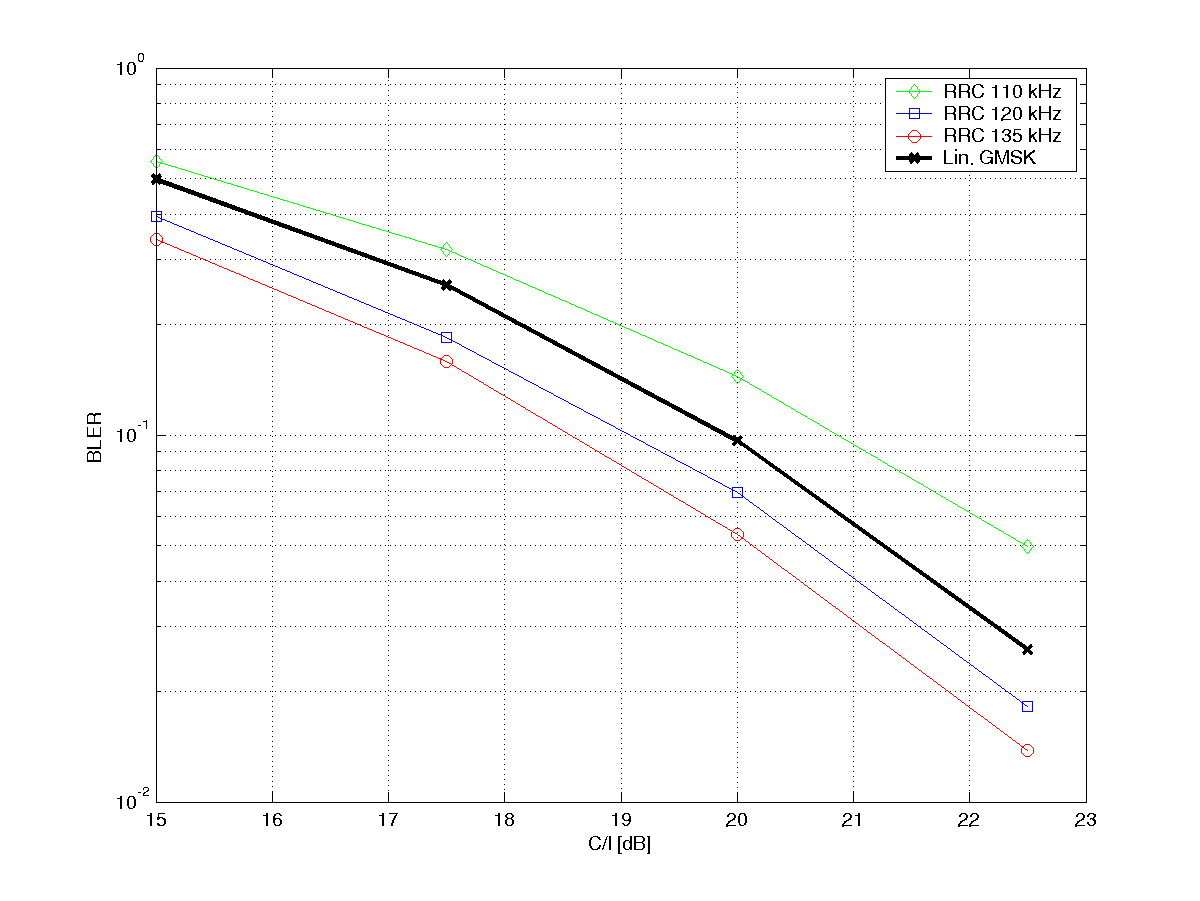 10^0
RRC 110 kHz
RRC 120 kHz
RRC 135 kHz
Lin. GMSK
BLER
10^-1
10^-2
15 16 17 18 19 20 21 22 23
C/I [dB]